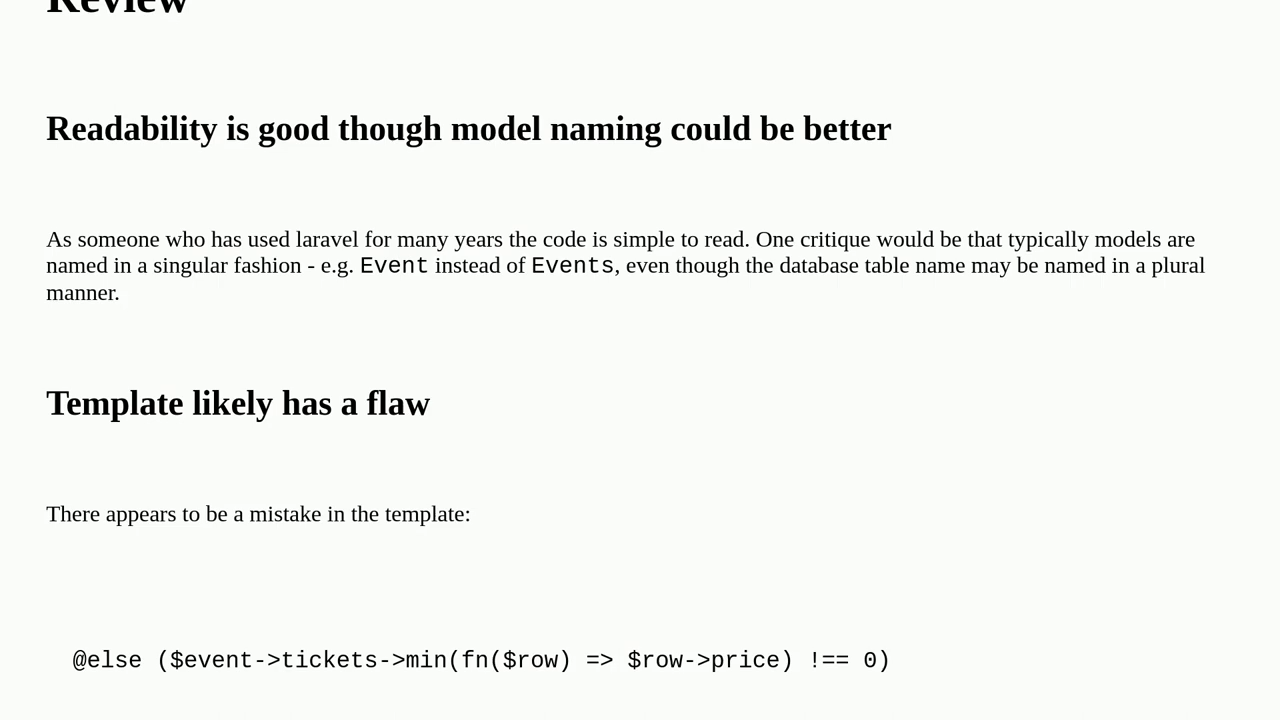 Review
Readability is good though model naming could be better
As someone who has used laravel for many years the code is simple to read. One critique would be that typically models are
named in a singular fashion - e.g. Event instead of Events, even though the database table name may be named in a plural
manner.
Template likely has a flaw
There appears to be a mistake in the template:
@else ($event->tickets->min(fn($row) => $row->price) !== 0)